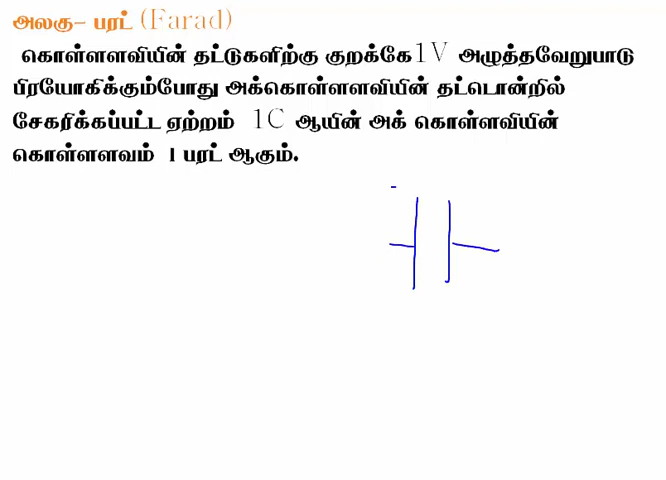 அலகு- பரட் (Farad)
கொள்ளளவியின் தட்டுகளிற்கு குறக்கே 1V அழுத்தவேறுபாடு
பிரயோகிக்கும்போது அக்கொள்ளளவியின் தட்டொன்றில்
சேகரிக்கப்பட்ட ஏற்றம் 1C ஆயின் அக் கொள்ளவியின்
கொள்ளளவம் 1 பரட் ஆகும்.